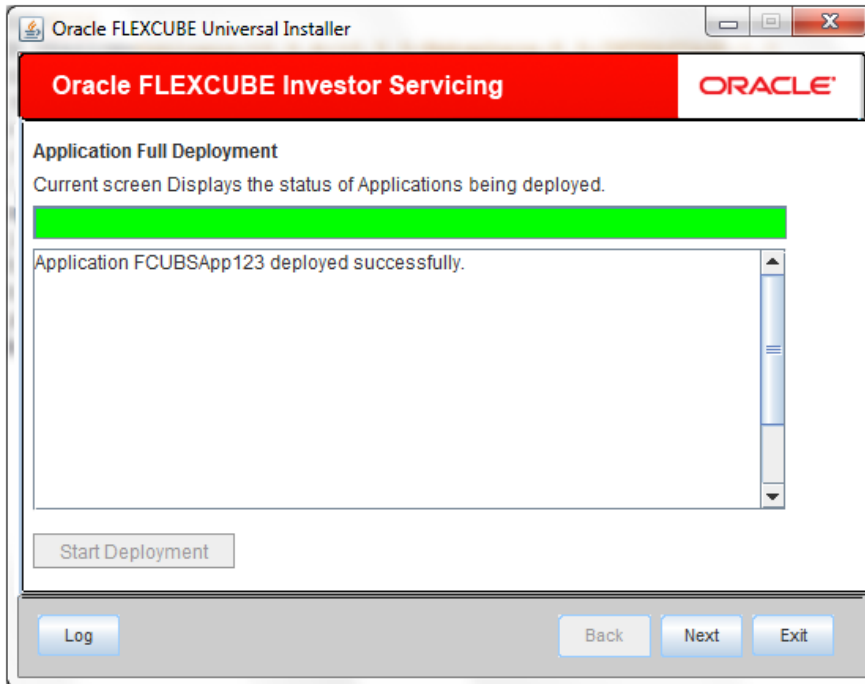 Oracle FLEXCUBE Universal Installer
Oracle FLEXCUBE Investor Servicing
ORACLE
Application Full Deployment
Current screen Displays the status of Applications being deployed.
Application FCUBSApp123 deployed successfully.
Start Deployment
Log
Back
Next
Exit